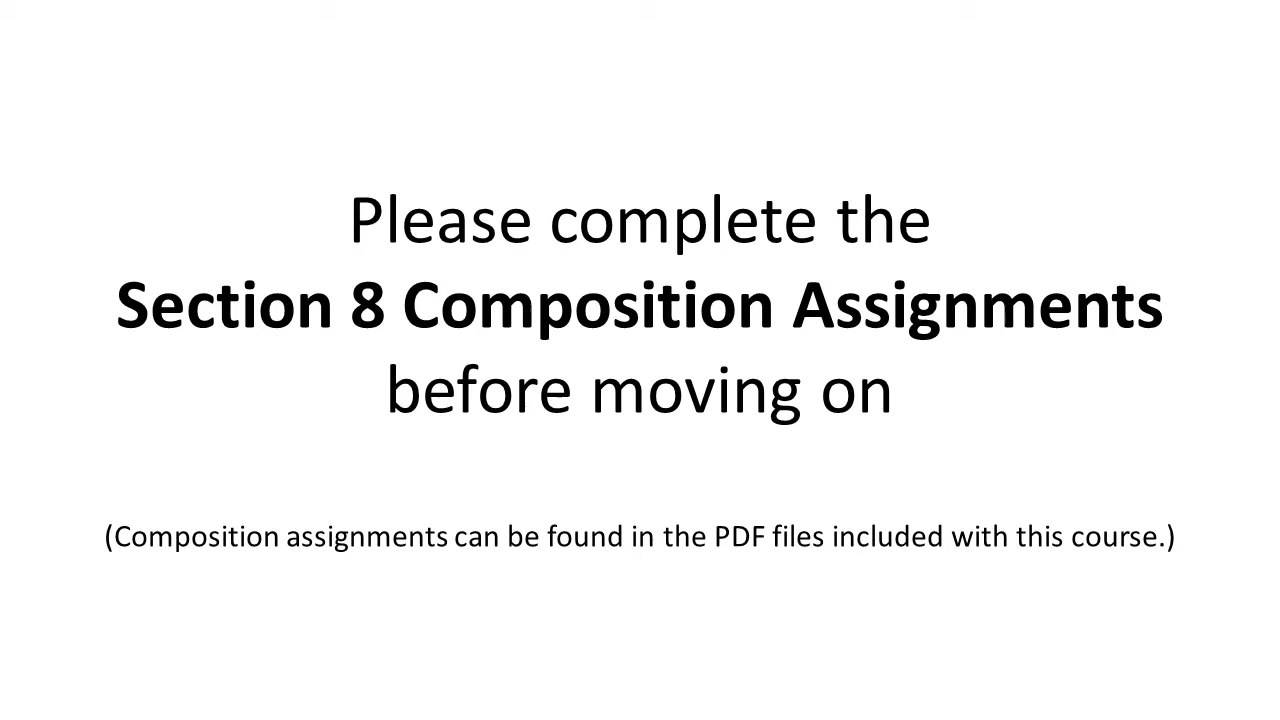 Please complete the
Section 8 Composition Assignments
before moving on
(Composition assignments can be found in the PDF files included with this course.)